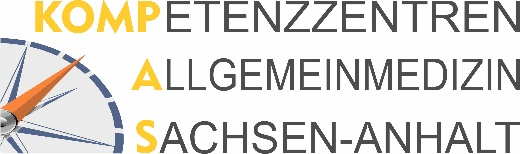 KOMPETENZZENTREN
ALLGEMEINMEDIZIN
SACHSEN-ANHALT